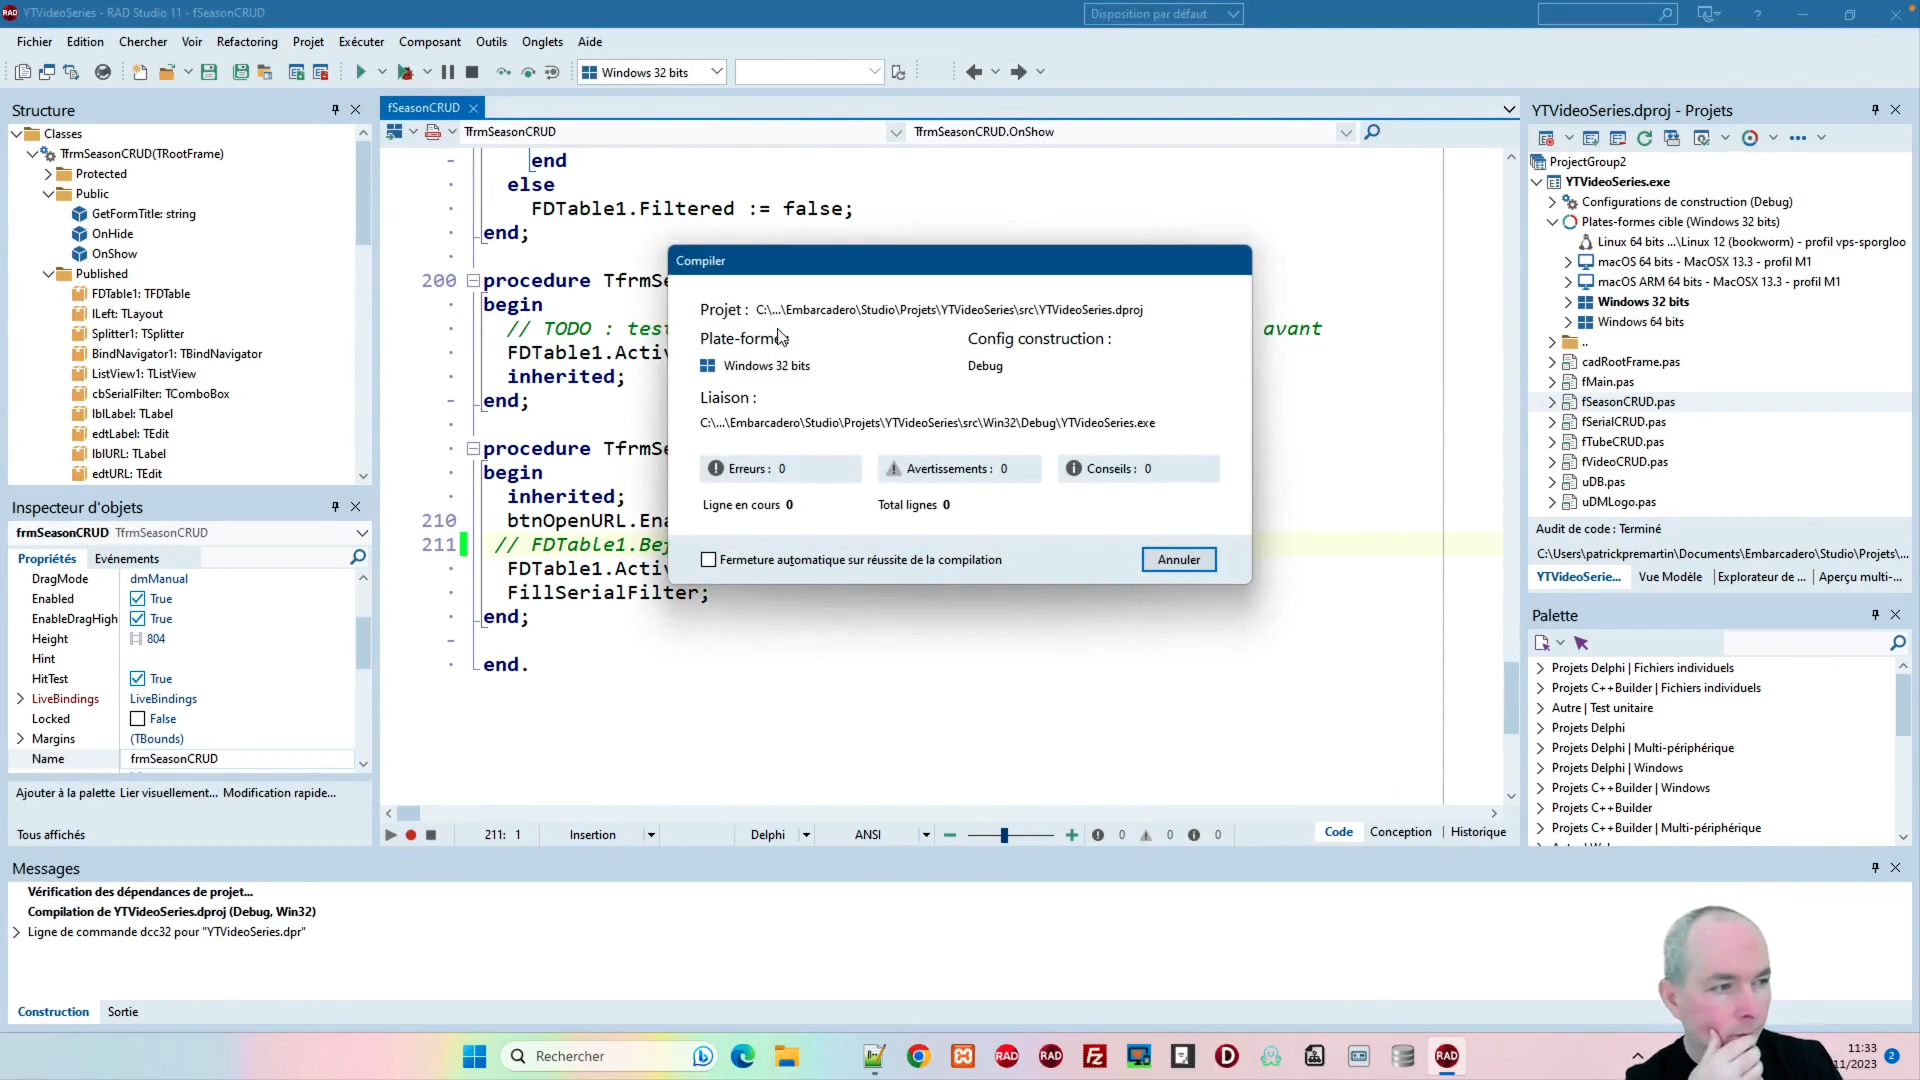 YTVideoSeries - RAD Studio 11 - fSeasonCRUD
Disposition par défaut
Fichier Edition Chercher Voir Refactoring Projet Exécuter Composant Outils Onglets Aide
Windows 32 bits
Structure
Classes
TfrmSeasonCRUD(TRootFrame)
Protected
Public
GetFormTitle: string
OnHide
OnShow
Published
FDTable1: TFDTable
lLeft: TLayout
Splitter1: TSplitter
BindNavigator1: TBindNavigator
ListView1: TListView
cbSerialFilter: TComboBox
lblLabel: TLabel
edtLabel: TEdit
lblURL: TLabel
edtURL: TEdit
Inspecteur d'objets
frmSeasonCRUD TfrmSeasonCRUD
Propriétés Evénements
DragMode dmManual
Enabled True
EnableDragHigh True
Height 804
Hint
HitTest True
LiveBindings LiveBindings
Locked False
Margins (TBounds)
Name frmSeasonCRUD
Ajouter à la palette Lier visuellement... Modification rapide...
Tous affichés
fSeasonCRUD
TfrmSeasonCRUD TfrmSeasonCRUD.OnShow
end
else
FDTable1.Filtered := false;
end;
200 procedure TfrmSe
begin
// TODO : test avant
FDTable1.Activ
inherited;
end;
procedure TfrmSe
begin
inherited;
210 btnOpenURL.Ena
211 // FDTable1.Bef
FDTable1.Activ
FillSerialFilter;
end;
end.
211: 1 Insertion Delphi ANSI 0 0 0 Code Conception Historique
Compiler
Projet : C:\...\Embarcadero\Studio\Projets\YTVideoSeries\src\YTVideoSeries.dproj
Plate-forme Config construction :
Windows 32 bits Debug
Liaison :
C:\...\Embarcadero\Studio\Projets\YTVideoSeries\src\Win32\Debug\YTVideoSeries.exe
Erreurs : 0 Avertissements : 0 Conseils : 0
Ligne en cours 0 Total lignes 0
Fermeture automatique sur réussite de la compilation Annuler
YTVideoSeries.dproj - Projets
ProjectGroup2
YTVideoSeries.exe
Configurations de construction (Debug)
Plates-formes cible (Windows 32 bits)
Linux 64 bits ...\Linux 12 (bookworm) - profil vps-sporgloo
macOS 64 bits - MacOSX 13.3 - profil M1
macOS ARM 64 bits - MacOSX 13.3 - profil M1
Windows 32 bits
Windows 64 bits
..
cadRootFrame.pas
fMain.pas
fSeasonCRUD.pas
fSerialCRUD.pas
fTubeCRUD.pas
fVideoCRUD.pas
uDB.pas
uDMLogo.pas
Audit de code : Terminé
C:\Users\patrickpremartin\Documents\Embarcadero\Studio\Projets\...
YTVideoSerie... Vue Modèle Explorateur de ... Aperçu multi-...
Palette
Projets Delphi | Fichiers individuels
Projets C++Builder | Fichiers individuels
Autre | Test unitaire
Projets Delphi
Projets Delphi | Multi-périphérique
Projets Delphi | Windows
Projets C++Builder | Windows
Projets C++Builder
Projets C++Builder | Multi-périphérique
Messages
Vérification des dépendances de projet...
Compilation de YTVideoSeries.dproj (Debug, Win32)
Ligne de commande dcc32 pour "YTVideoSeries.dpr"
Construction Sortie
Rechercher
RAD RAD RAD
11:33
11/2023 2